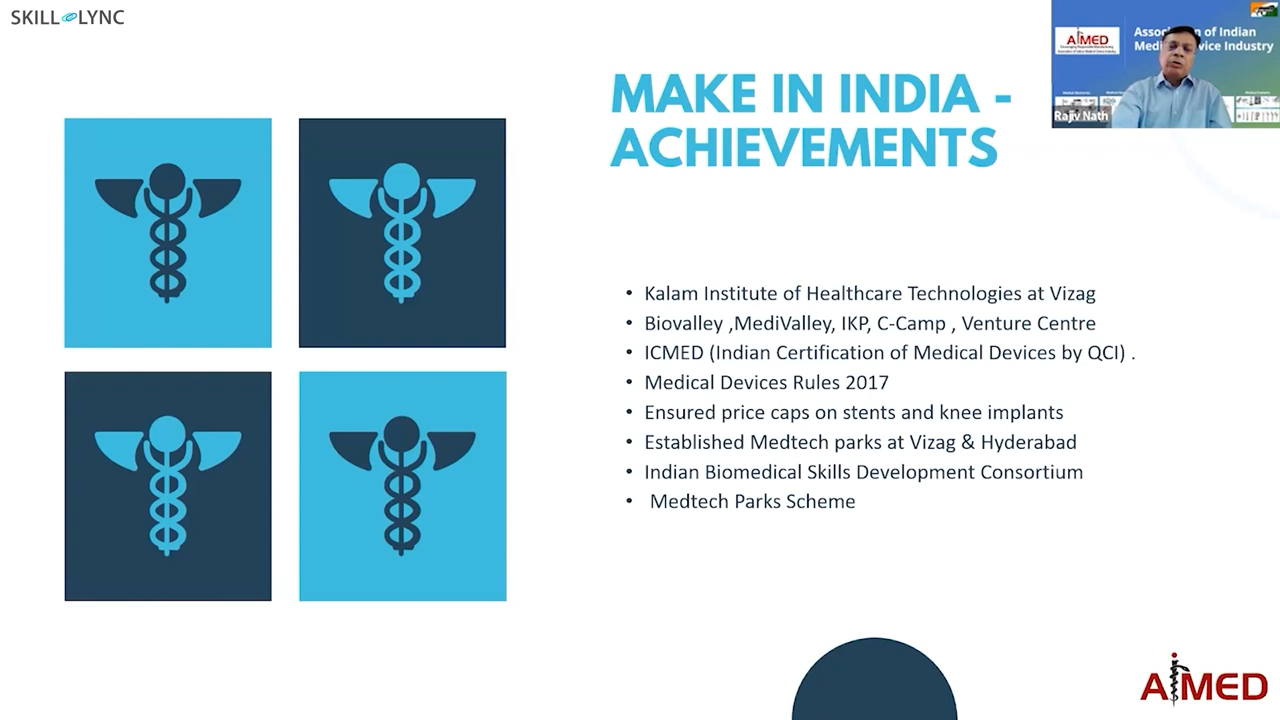 SKILL LYNC
MAKE IN INDIA -
ACHIEVEMENTS
AiMED
Association of Indian
Medical Device Industry
Rajiv Nath
• Kalam Institute of Healthcare Technologies at Vizag
• Biovalley ,MediValley, IKP, C-Camp , Venture Centre
• ICMED (Indian Certification of Medical Devices by QCI) .
• Medical Devices Rules 2017
• Ensured price caps on stents and knee implants
• Established Medtech parks at Vizag & Hyderabad
• Indian Biomedical Skills Development Consortium
• Medtech Parks Scheme
AiMED